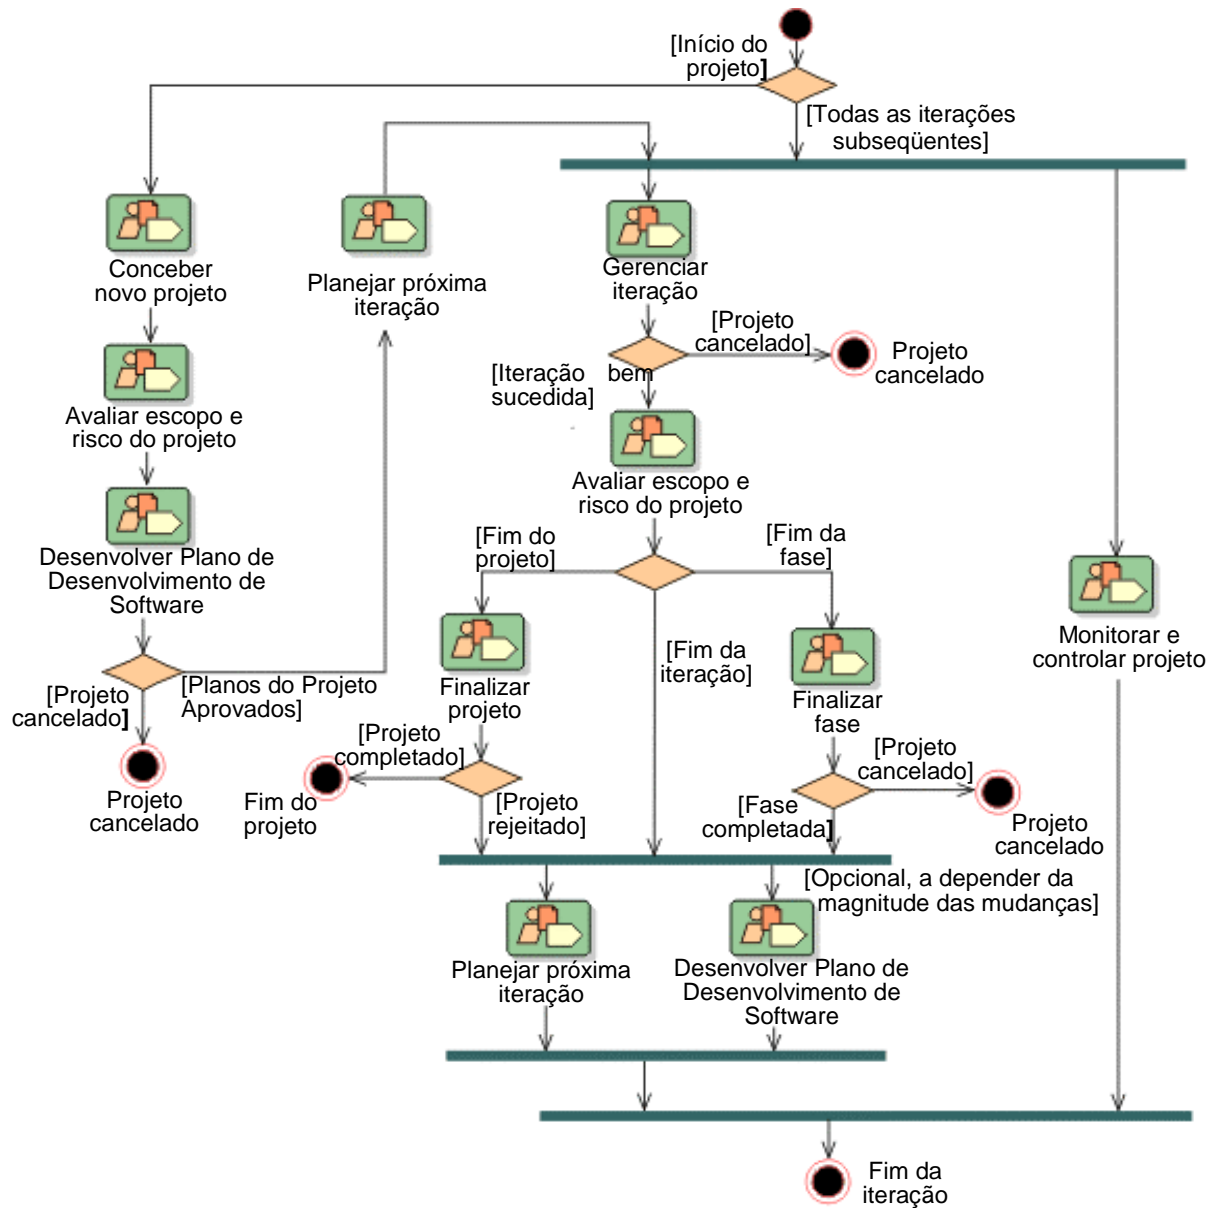 [Início do
projeto]
[Todas as iterações
subseqüentes]
Conceber
novo projeto
Planejar próxima
iteração
Gerenciar
iteração
[Projeto
cancelado]
Projeto
cancelado
[Iteração bem
sucedida]
Avaliar escopo e
risco do projeto
Avaliar escopo e
risco do projeto
Desenvolver Plano de
Desenvolvimento de
Software
[Fim do
projeto]
[Fim da
fase]
[Projeto
cancelado]
[Planos do Projeto
Aprovados]
Finalizar
projeto
[Fim da
iteração]
Finalizar
fase
Monitorar e
controlar projeto
Projeto
cancelado
[Projeto
completado]
Fim do
projeto
[Projeto
rejeitado]
[Projeto
cancelado]
[Fase
completada]
Projeto
cancelado
[Opcional, a depender da
magnitude das mudanças]
Planejar próxima
iteração
Desenvolver Plano de
Desenvolvimento de
Software
Fim da
iteração